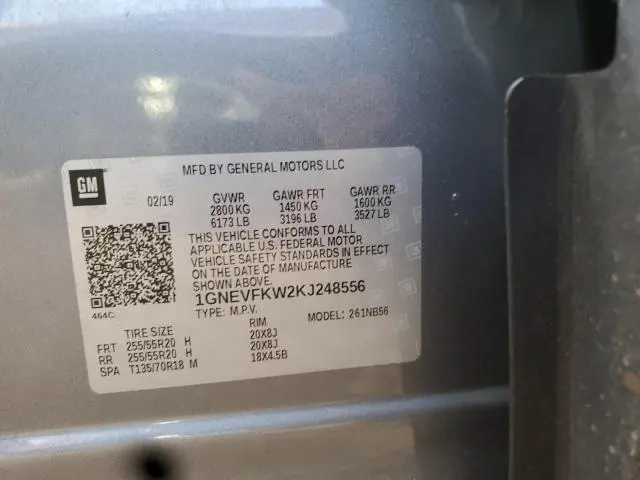 MFD BY GENERAL MOTORS LLC
GM
02/19 GVWR GAWR FRT GAWR RR
2800 KG 1450 KG 1600 KG
6173 LB 3196 LB 3527 LB
THIS VEHICLE CONFORMS TO ALL
APPLICABLE U.S. FEDERAL MOTOR
VEHICLE SAFETY STANDARDS IN EFFECT
ON THE DATE OF MANUFACTURE
SHOWN ABOVE.
464C
1GNEVFKW2KJ248556
TYPE: M.P.V. MODEL: 261NB56
TIRE SIZE RIM
FRT 255/55R20 H 20X8J
RR 255/55R20 H 20X8J
SPA T135/70R18 M 18X4.5B